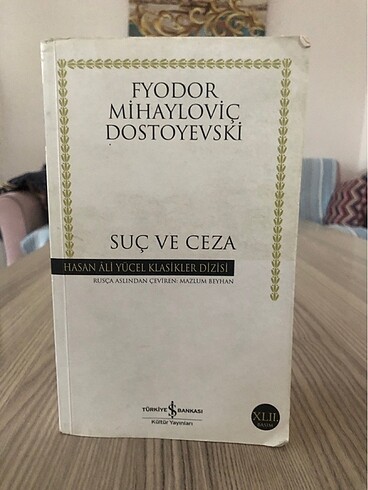 FYODOR
MİHAYLOVİÇ
DOSTOYEVSKİ
SUÇ VE CEZA
HASAN ÂLİ YÜCEL KLASİKLER DİZİSİ
RUSÇA ASLINDAN ÇEVİREN: MAZLUM BEYHAN
TÜRKİYE İŞ BANKASI
Kültür Yayınları
XLII.
BASIM